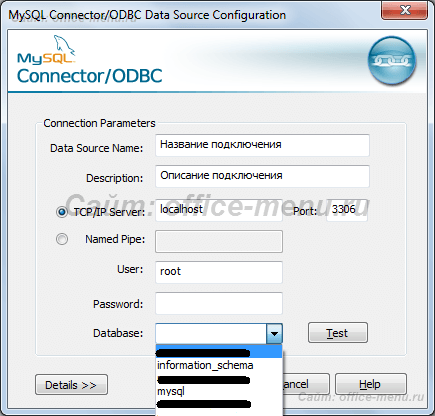 MySQL Connector/ODBC Data Source Configuration
MySQL
Connector/ODBC
Connection Parameters
Data Source Name: Название подключения
Description: Описание подключения
TCP/IP Server: localhost Port: 3306
Сайт: office-menu.ru
Named Pipe:
User: root
Password:
Database: Test
information_schema
mysql
Details >> Help
Сайт: office-menu.ru